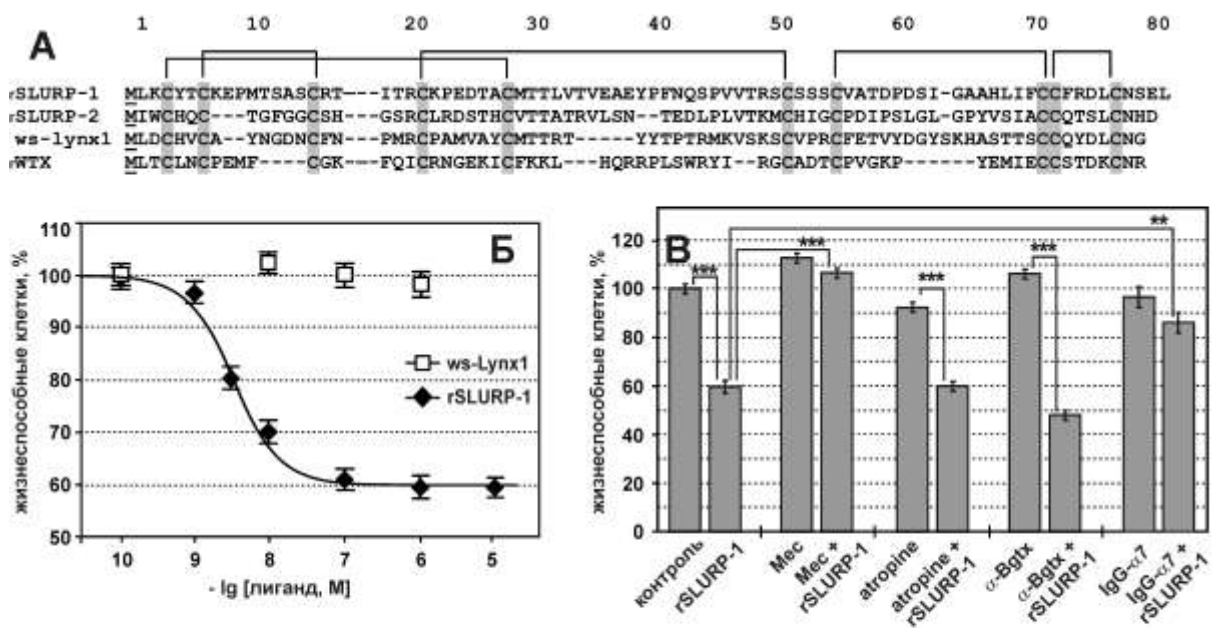 1 10 20 30 40 50 60 70 80
А
rSLURP-1 MLKCYTCKEPMTSASCRT---ITRCKPEDTACMTTLVTVEAEYPFNQSPVVTRSCSSSCVATDPDSI-GAAHLIFCCFRDLCNSEL
rSLURP-2 MIWCHQC---TGFGGCSH---GSRCLRDSTHCVTTATRVLSN--TEDLPLVTKMCHIGCPDIPSLGL-GPYVSIACCQTSLCNHD
ws-lynx1 MLDCHVCA--YNGDNCFN---PMRCPAMVAYCMTTRT-----YYTPTRMKVSKSCVPRCFETVYDGYSKHASTTSCCQYDLCNG
WTX MLTCLNCPEMF----CGK---FQICRNGEKICFKKL---HQRRPLSWRYI--RGCADTCPVGKP-----YEMIECCSTDKCNR
Б
110
100
90
80
70
60
50
жизнеспособные клетки, %
ws-Lynx1
rSLURP-1
10 9 8 7 6 5
- lg [лиганд, М]
В
120
100
80
60
40
20
0
жизнеспособные клетки, %
**
***
***
***
***
контроль
rSLURP-1
Mec
Mec +
rSLURP-1
atropine
atropine +
rSLURP-1
α-Bgtx
α-Bgtx +
rSLURP-1
IgG-α7
IgG-α7 +
rSLURP-1